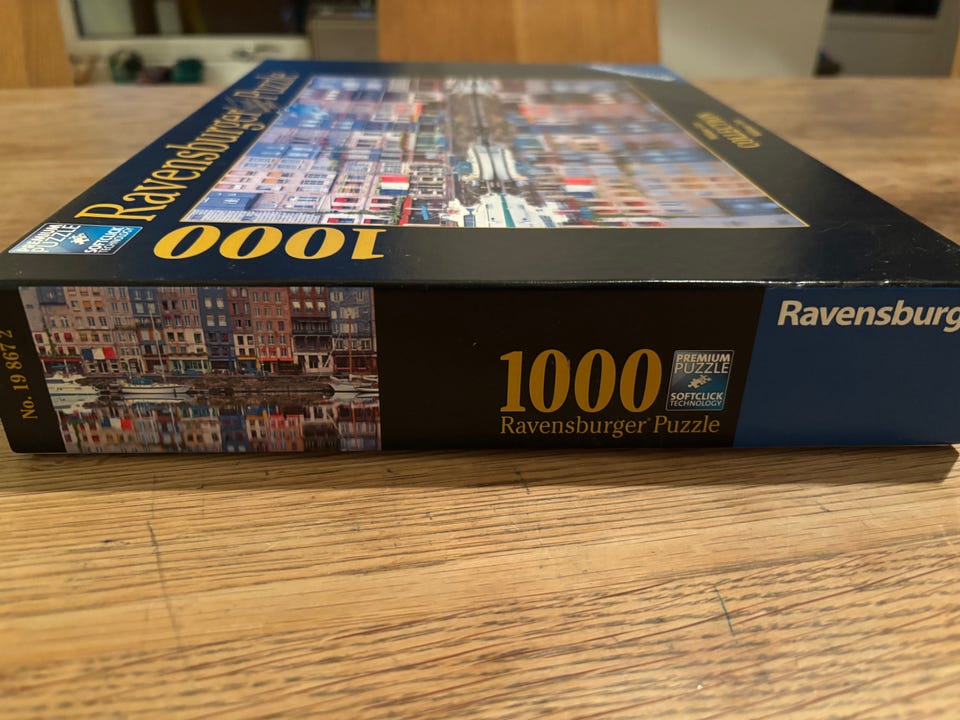 Ravensburger Puzzle
PREMIUM
PUZZLE
SOFTCLICK
TECHNOLOGY
1000
No. 19 867 2
1000
Ravensburger® Puzzle
PREMIUM
PUZZLE
SOFTCLICK
TECHNOLOGY
Ravensburg